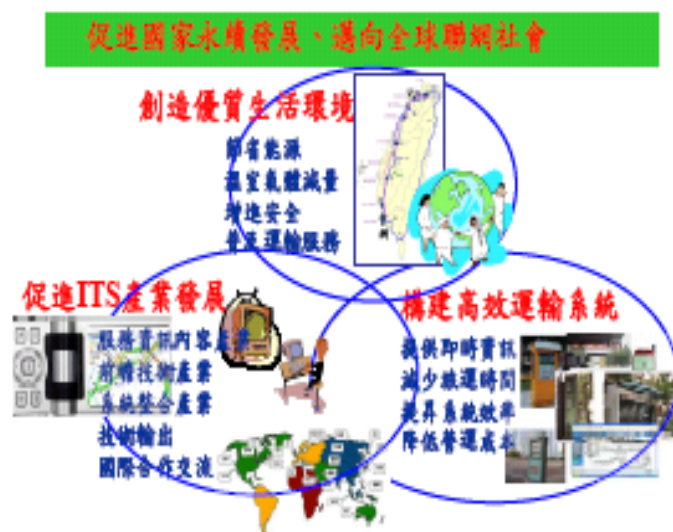 促進國家永續發展、邁向全球聯網社會
創造優質生活環境
節省能源
溫室氣體減量
增進安全
普及運輸服務
促進ITS產業發展
服務資訊內容產業
前瞻技術產業
系統整合產業
技術輸出
國際合作交流
構建高效運輸系統
提供即時資訊
減少旅運時間
提昇系統效率
降低營運成本